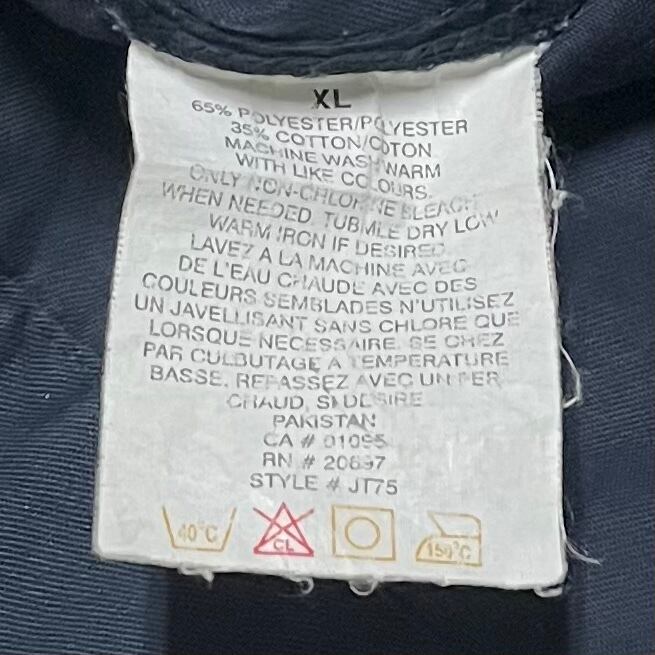 XL
65% POLYESTER/POLYESTER
35% COTTON/COTON
MACHINE WASH WARM
WITH LIKE COLOURS.
ONLY NON-CHLORINE BLEACH
WHEN NEEDED. TUBMLE DRY LOW
WARM IRON IF DESIRED
LAVEZ A LA MACHINE AVEC
DE L'EAU CHAUDE AVEC DES
COULEURS SEMBLADES N'UTILISEZ
UN JAVELLISANT SANS CHLORE QUE
LORSQUE NECESSAIRE. SECHEZ
PAR CULBUTAGE A TEMPERATURE
BASSE. REPASSEZ AVEC UN FER
CHAUD, SI DESIRE
PAKISTAN
CA # 01095
RN # 20697
STYLE # JT75
40°C CL 150°C